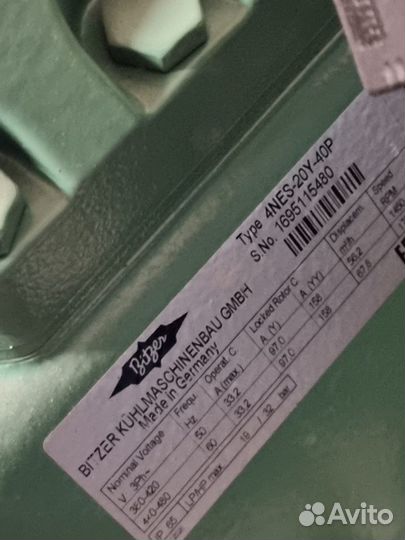 Bitzer
BITZER KÜHLMASCHINENBAU GMBH
Made in Germany
Type 4NES-20Y-40P
S.No. 1695115480
Nominal Voltage Frequ Operat. C Locked Rotor C Displacem. Speed
V 3Ph~ Hz A (max) A (Y) A (YY) m³/h RPM
380-420 50 33.2 97.0 158 56.2 1450
440-480 60 33.2 97.0 158 67.8
IP 65 LP/HP max 19 / 32 bar
Avito